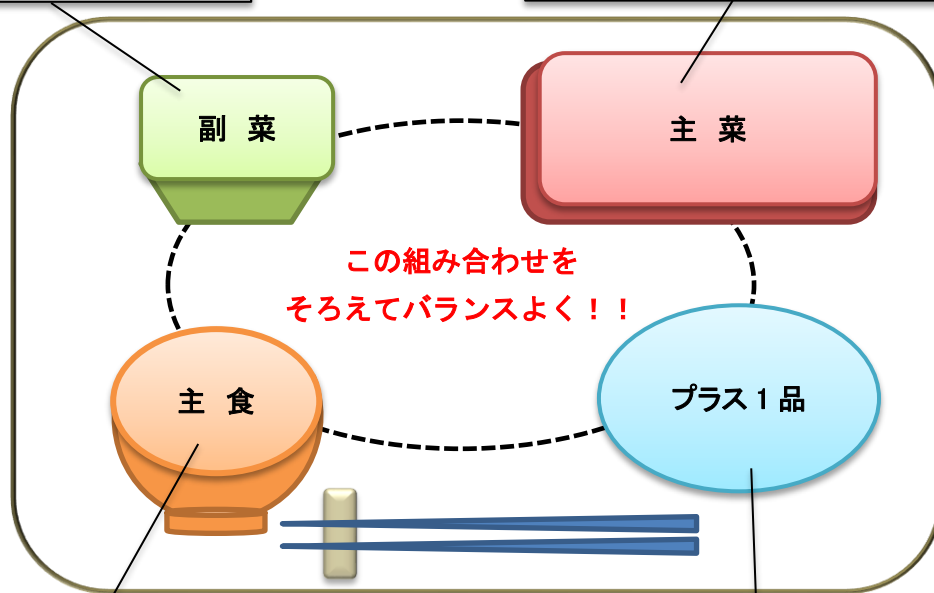 副 菜
主 菜
この組み合わせを
そろえてバランスよく！！
主 食
プラス１品